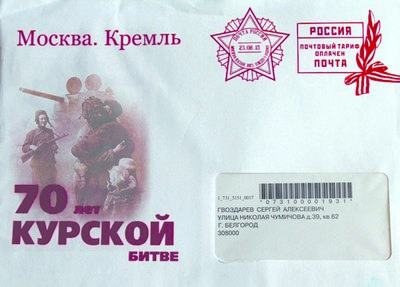 Москва. Кремль
ПОЧТА РОССИИ
23.08.13
РОССИЯ
ПОЧТОВЫЙ ТАРИФ
ОПЛАЧЕН
ПОЧТА
70 лет
КУРСКОЙ
БИТВЕ
*0731000001931*
ГВОЗДАРЕВ СЕРГЕЙ АЛЕКСЕЕВИЧ
УЛИЦА НИКОЛАЯ ЧУМИЧОВА д.39, кв.62
Г. БЕЛГОРОД
308000